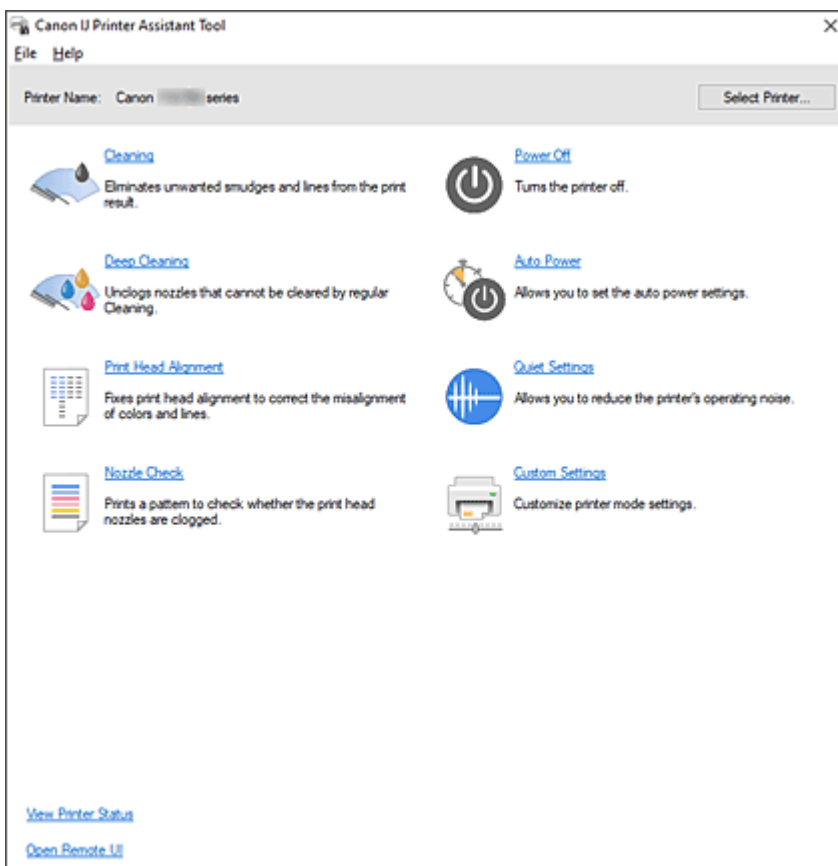 Canon IJ Printer Assistant Tool
File Help
Printer Name: Canon series
Select Printer...
Cleaning
Eliminates unwanted smudges and lines from the print
result.
Deep Cleaning
Unclogs nozzles that cannot be cleared by regular
Cleaning.
Print Head Alignment
Fixes print head alignment to correct the misalignment
of colors and lines.
Nozzle Check
Prints a pattern to check whether the print head
nozzles are clogged.
Power Off
Turns the printer off.
Auto Power
Allows you to set the auto power settings.
Quiet Settings
Allows you to reduce the printer's operating noise.
Custom Settings
Customize printer mode settings.
View Printer Status
Open Remote UI